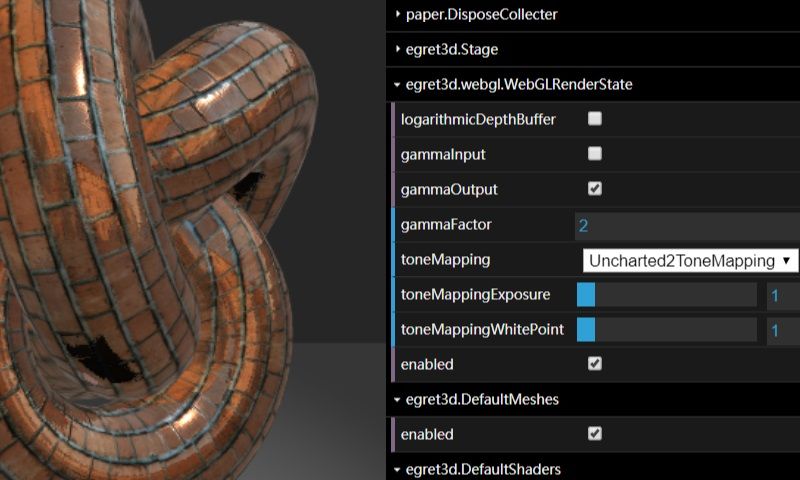 paper.DisposeCollecter
egret3d.Stage
egret3d.webgl.WebGLRenderState
logarithmicDepthBuffer
gammaInput
gammaOutput
gammaFactor 2
toneMapping Uncharted2ToneMapping
toneMappingExposure 1
toneMappingWhitePoint 1
enabled
egret3d.DefaultMeshes
enabled
egret3d.DefaultShaders